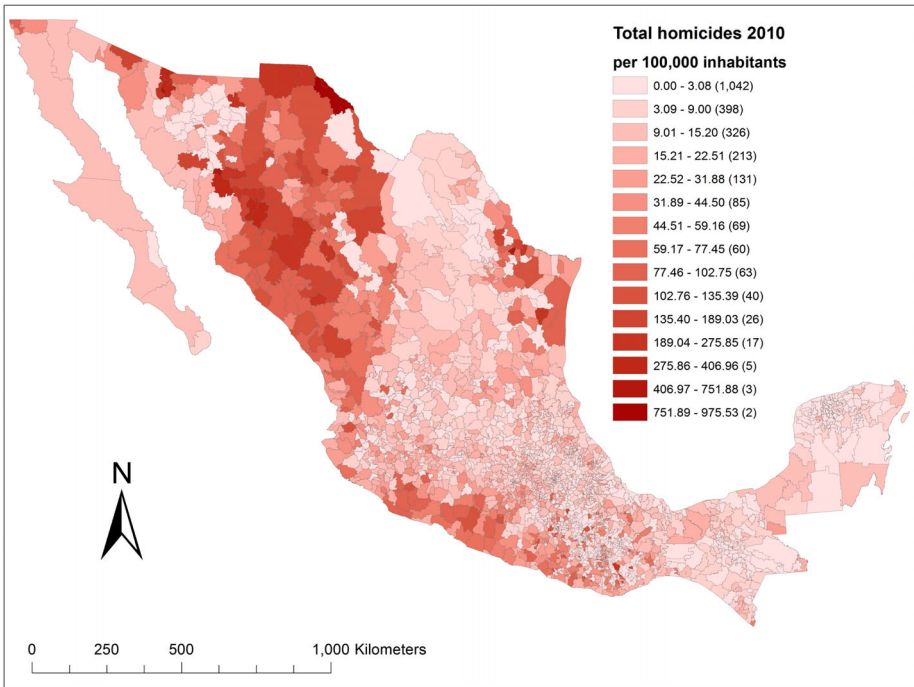 Total homicides 2010
per 100,000 inhabitants
0.00 - 3.08 (1,042)
3.09 - 9.00 (398)
9.01 - 15.20 (326)
15.21 - 22.51 (213)
22.52 - 31.88 (131)
31.89 - 44.50 (85)
44.51 - 59.16 (69)
59.17 - 77.45 (60)
77.46 - 102.75 (63)
102.76 - 135.39 (40)
135.40 - 189.03 (26)
189.04 - 275.85 (17)
275.86 - 406.96 (5)
406.97 - 751.88 (3)
751.89 - 975.53 (2)
N
0 250 500 1,000 Kilometers